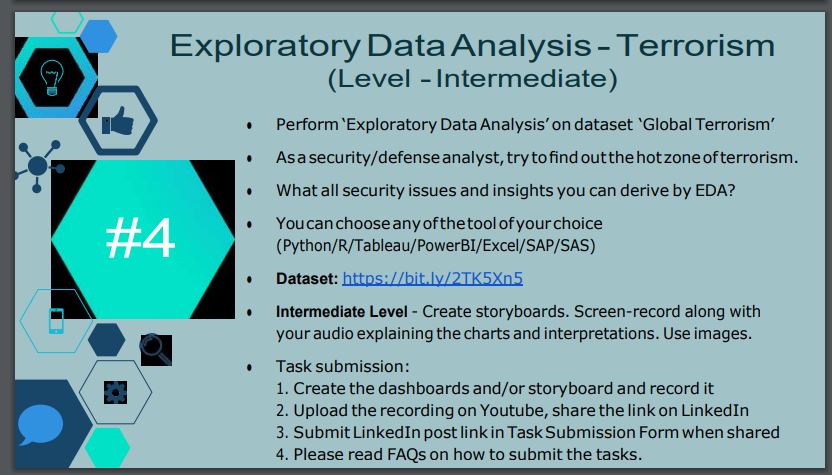 Exploratory Data Analysis - Terrorism
(Level - Intermediate)
• Perform ‘Exploratory Data Analysis’ on dataset ‘Global Terrorism’
• As a security/defense analyst, try to find out the hot zone of terrorism.
• What all security issues and insights you can derive by EDA?
#4
• You can choose any of the tool of your choice
(Python/R/Tableau/PowerBI/Excel/SAP/SAS)
• Dataset: https://bit.ly/2TK5Xn5
• Intermediate Level - Create storyboards. Screen-record along with
your audio explaining the charts and interpretations. Use images.
• Task submission:
1. Create the dashboards and/or storyboard and record it
2. Upload the recording on Youtube, share the link on LinkedIn
3. Submit LinkedIn post link in Task Submission Form when shared
4. Please read FAQs on how to submit the tasks.